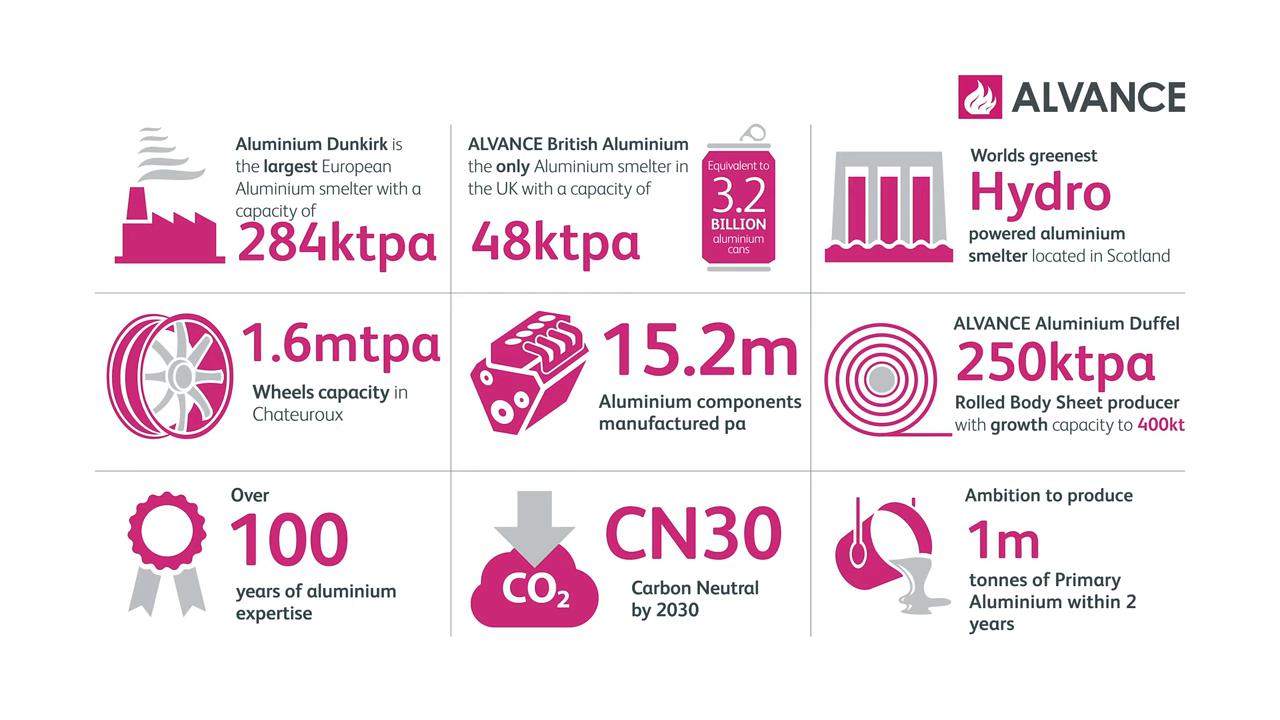 ALVANCE
Aluminium Dunkirk is
the largest European
Aluminium smelter with a
capacity of
284ktpa
ALVANCE British Aluminium
the only Aluminium smelter in
the UK with a capacity of
48ktpa
Equivalent to
3.2
BILLION
aluminium
cans
Worlds greenest
Hydro
powered aluminium
smelter located in Scotland
1.6mtpa
Wheels capacity in
Chateuroux
15.2m
Aluminium components
manufactured pa
ALVANCE Aluminium Duffel
250ktpa
Rolled Body Sheet producer
with growth capacity to 400kt
Over
100
years of aluminium
expertise
CO₂
CN30
Carbon Neutral
by 2030
Ambition to produce
1m
tonnes of Primary
Aluminium within 2
years